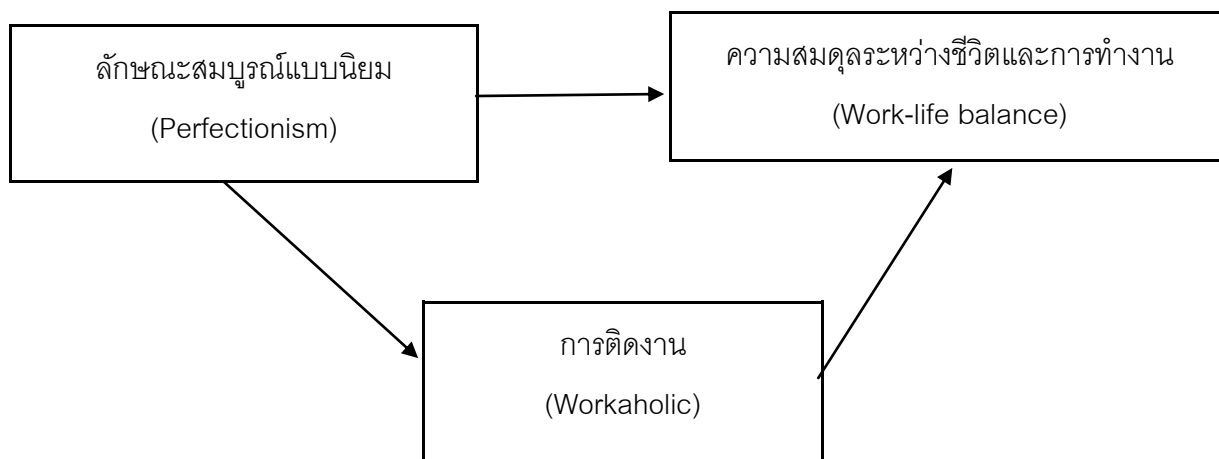 ลักษณะสมบูรณ์แบบนิยม
(Perfectionism)
ความสมดุลระหว่างชีวิตและการทำงาน
(Work-life balance)
การติดงาน
(Workaholic)